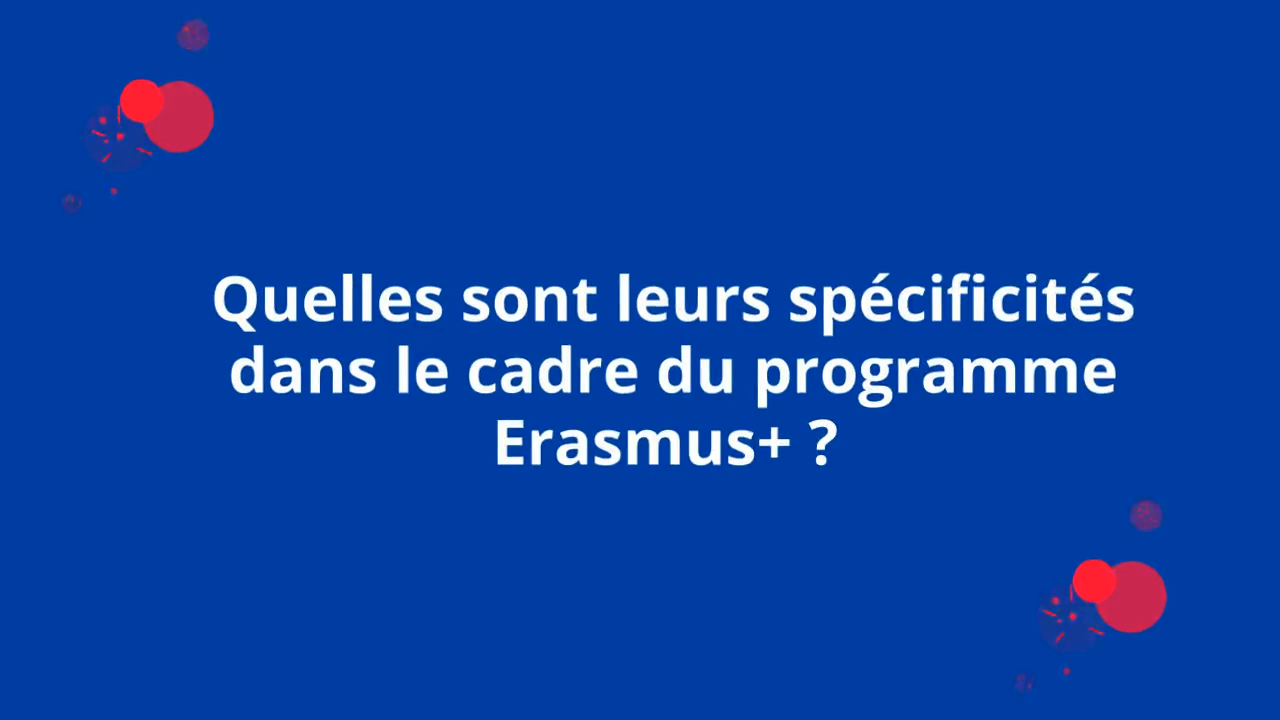 Quelles sont leurs spécificités
dans le cadre du programme
Erasmus+ ?